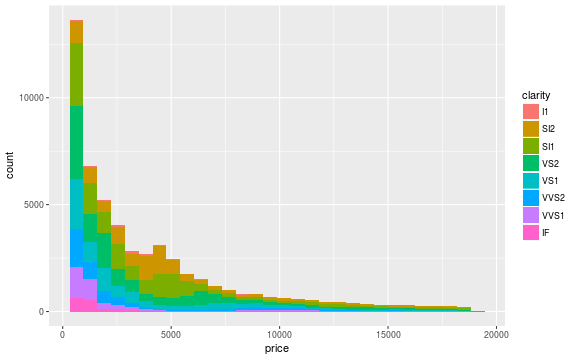 10000
5000
0
count
0
5000
10000
15000
20000
price
clarity
I1
SI2
SI1
VS2
VS1
VVS2
VVS1
IF